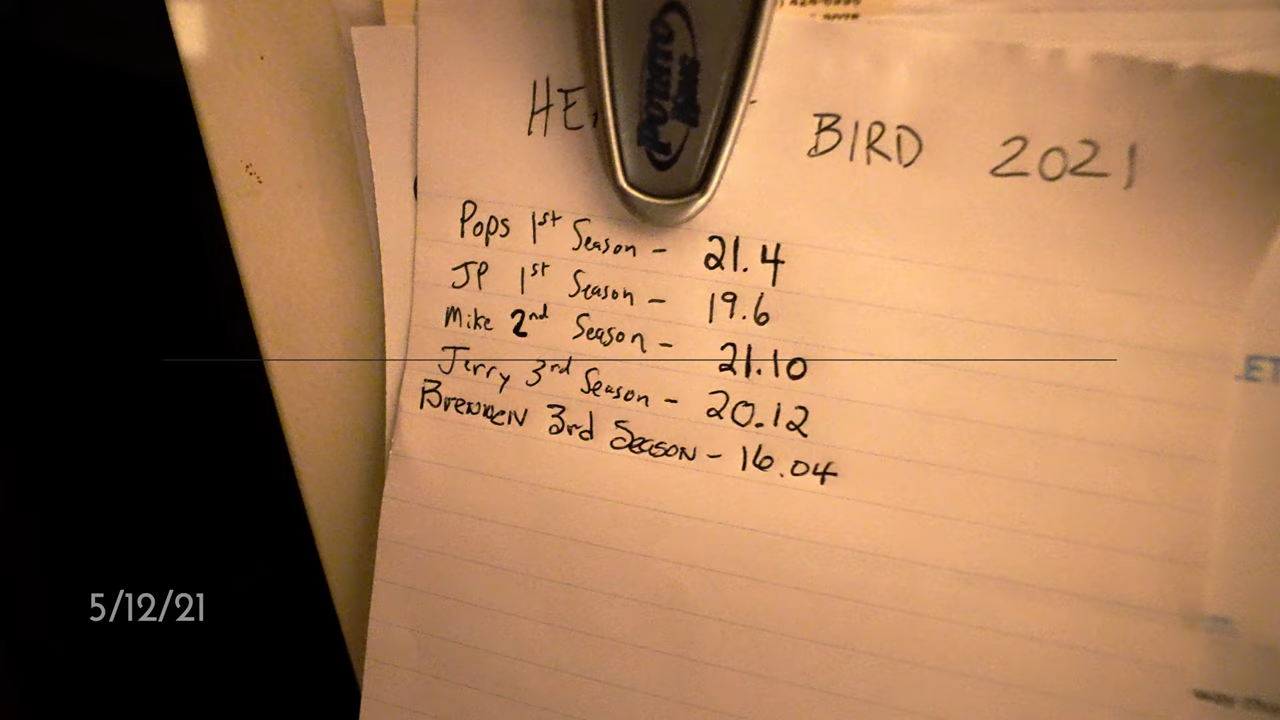 BIRD 2021
Pops 1st Season - 21.4
JP 1st Season - 19.6
Mike 2nd Season - 21.10
Jerry 3rd Season - 20.12
Brennen 3rd Season - 16.04
5/12/21